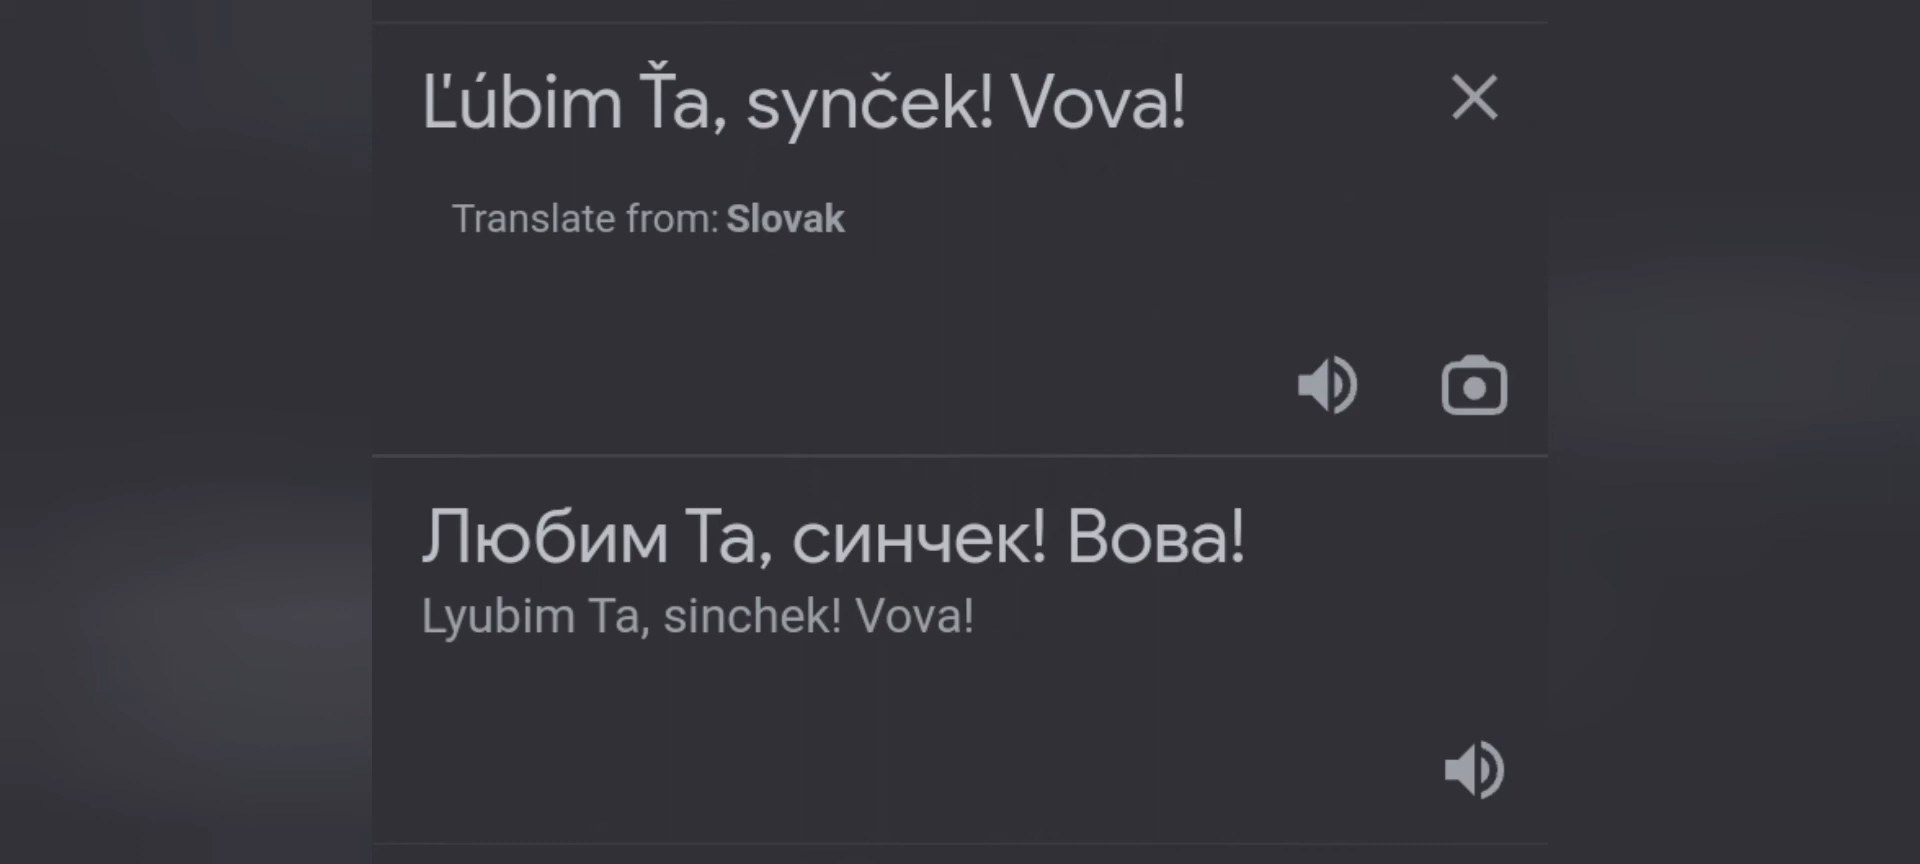 Ľúbim Ťa, synček! Vova!
Translate from: Slovak
Любим Та, синчек! Вова!
Lyubim Ta, sinchek! Vova!